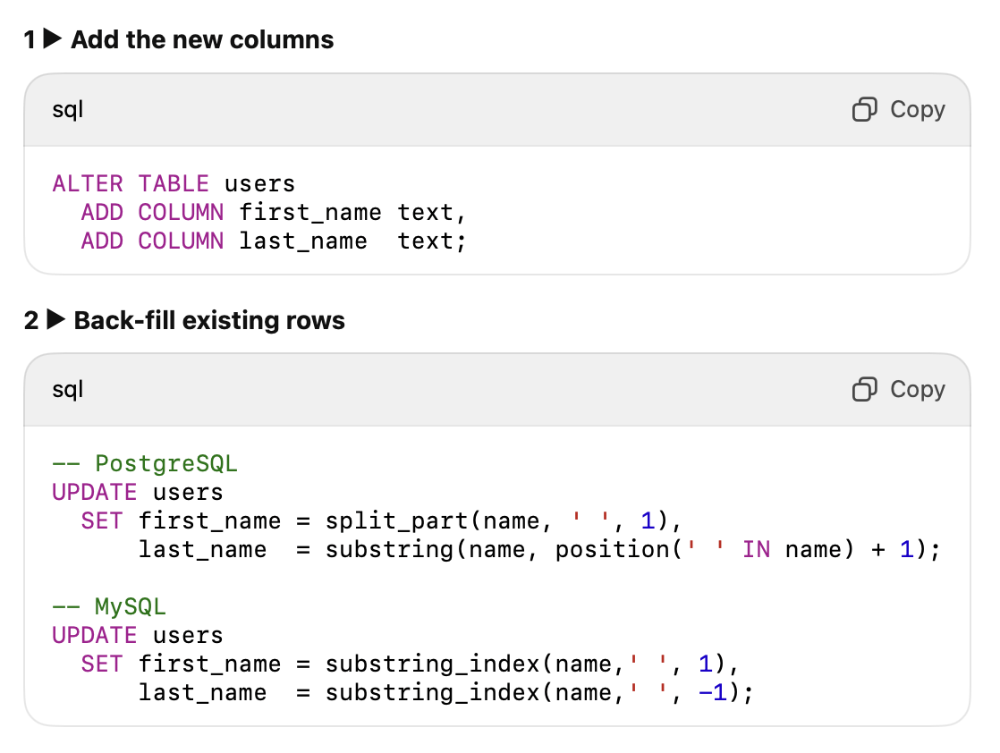 1 ▶ Add the new columns
sql
Copy
ALTER TABLE users
  ADD COLUMN first_name text,
  ADD COLUMN last_name  text;
2 ▶ Back-fill existing rows
sql
Copy
-- PostgreSQL
UPDATE users
  SET first_name = split_part(name, ' ', 1),
      last_name  = substring(name, position(' ' IN name) + 1);
-- MySQL
UPDATE users
  SET first_name = substring_index(name,' ', 1),
      last_name  = substring_index(name,' ', -1);